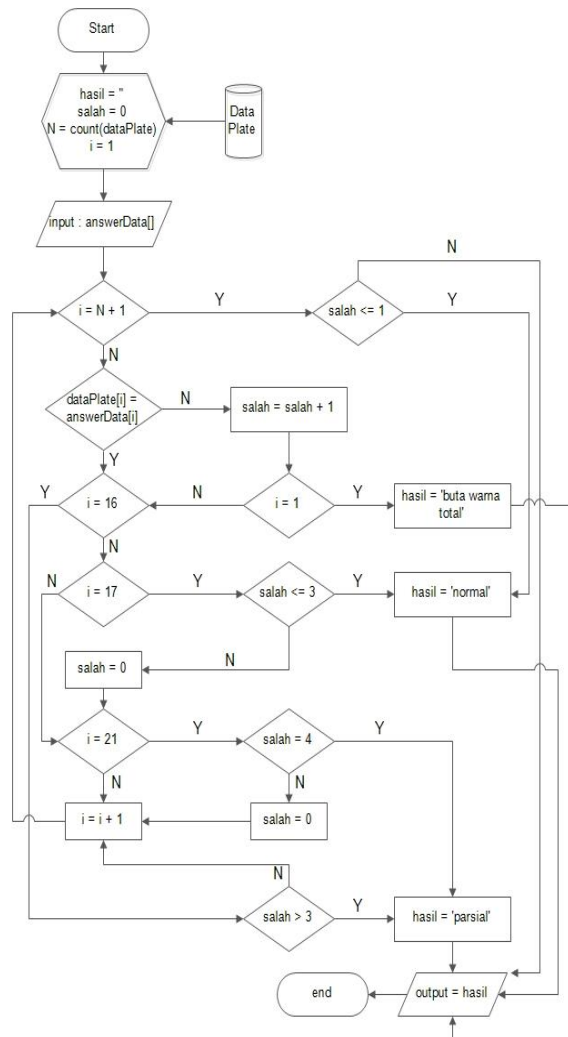 Start
hasil = "
salah = 0
N = count(dataPlate)
i = 1
Data
Plate
input : answerData[]
N
i = N + 1
Y
salah <= 1
Y
N
dataPlate[i] =
answerData[i]
N
salah = salah + 1
Y
Y
i = 16
N
i = 1
Y
hasil = 'buta warna
total'
N
N
i = 17
Y
salah <= 3
Y
hasil = 'normal'
salah = 0
N
i = 21
Y
salah = 4
Y
N
N
i = i + 1
salah = 0
N
salah > 3
Y
hasil = 'parsial'
end
output = hasil